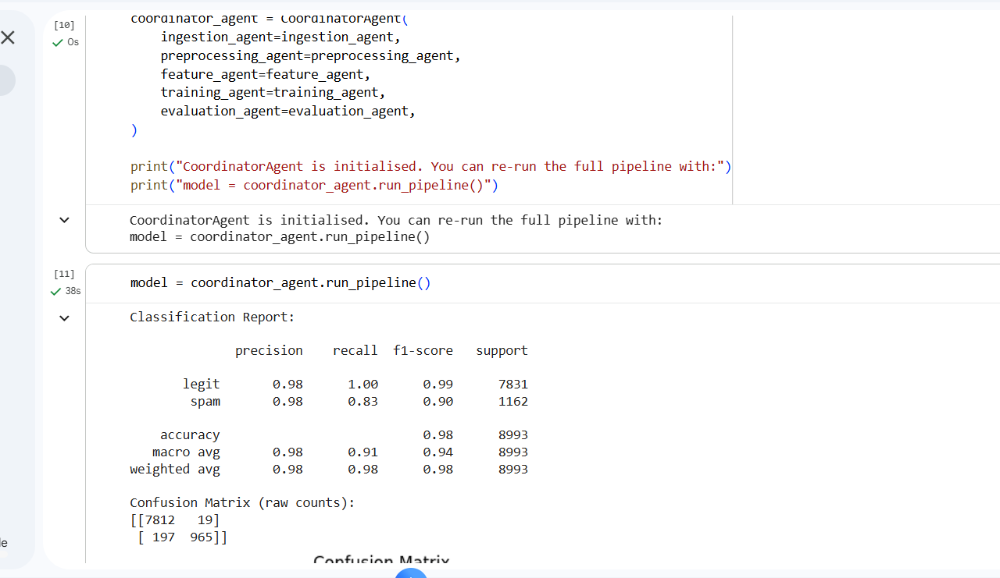 [10]
coordinator_agent = CoordinatorAgent(
0s
ingestion_agent=ingestion_agent,
preprocessing_agent=preprocessing_agent,
feature_agent=feature_agent,
training_agent=training_agent,
evaluation_agent=evaluation_agent,
)
print("CoordinatorAgent is initialised. You can re-run the full pipeline with:")
print("model = coordinator_agent.run_pipeline()")
CoordinatorAgent is initialised. You can re-run the full pipeline with:
model = coordinator_agent.run_pipeline()
[11]
38s
model = coordinator_agent.run_pipeline()
Classification Report:
precision recall f1-score support
legit 0.98 1.00 0.99 7831
spam 0.98 0.83 0.90 1162
accuracy 0.98 8993
macro avg 0.98 0.91 0.94 8993
weighted avg 0.98 0.98 0.98 8993
Confusion Matrix (raw counts):
[[7812 19]
[ 197 965]]
Confusion Matrix